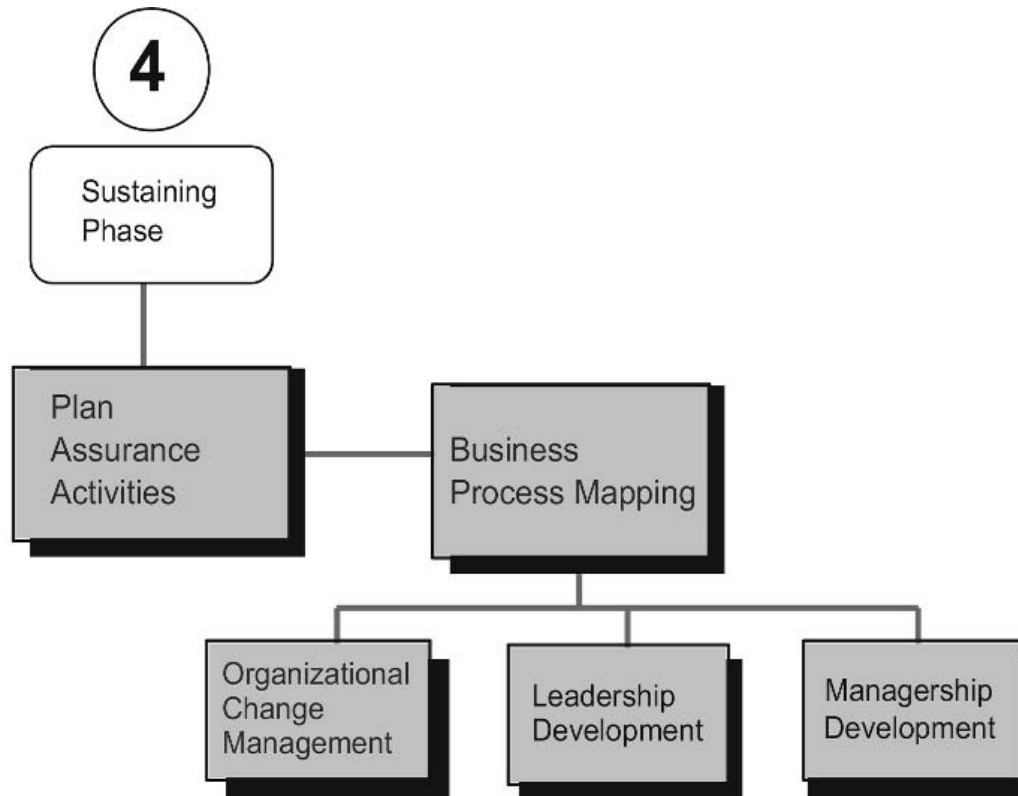 4
Sustaining
Phase
Plan
Assurance
Activities
Business
Process Mapping
Organizational
Change
Management
Leadership
Development
Managership
Development